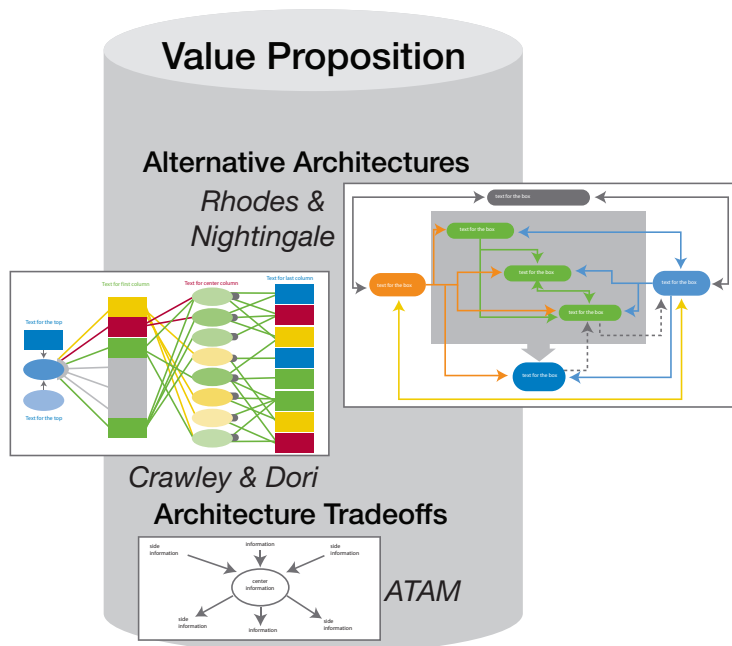 Value Proposition
Alternative Architectures
Rhodes &
Nightingale
text for the box
text for the box
text for the box
text for the box
text for the box
text for the box
text for the box
Text for first column
Text for center column
Text for last column
Text for the top
Text for the top
Crawley & Dori
Architecture Tradeoffs
side
information
information
side
information
center
information
side
information
information
side
information
ATAM